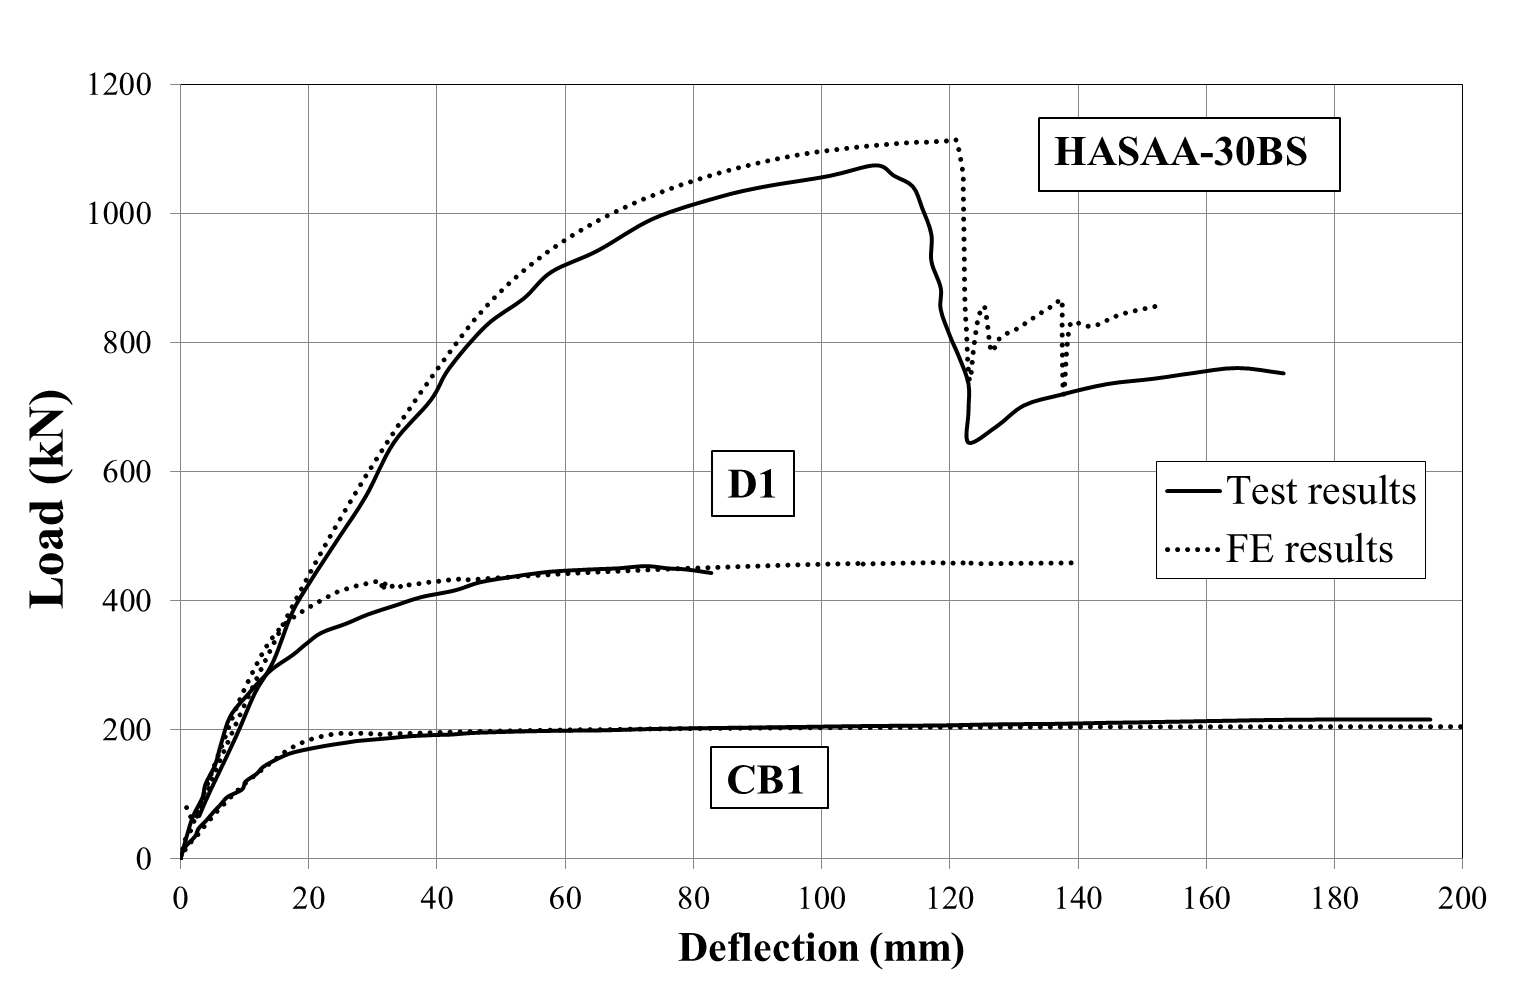 1200
1000
800
600
400
200
0
0 20 40 60 80 100 120 140 160 180 200
Load (kN)
Deflection (mm)
HASAA-30BS
D1
CB1
Test results
FE results